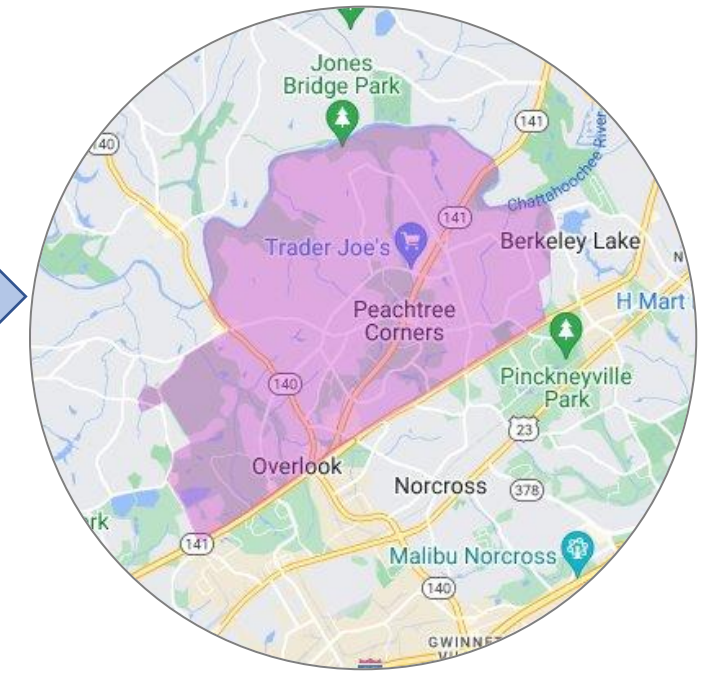 Jones
Bridge Park
141
140
Chattahoochee River
141
Trader Joe's
Berkeley Lake
N
H Mart
Peachtree
Corners
Pinckneyville
Park
140
23
Overlook
Norcross
378
rk
141
Malibu Norcross
140
GWINNET